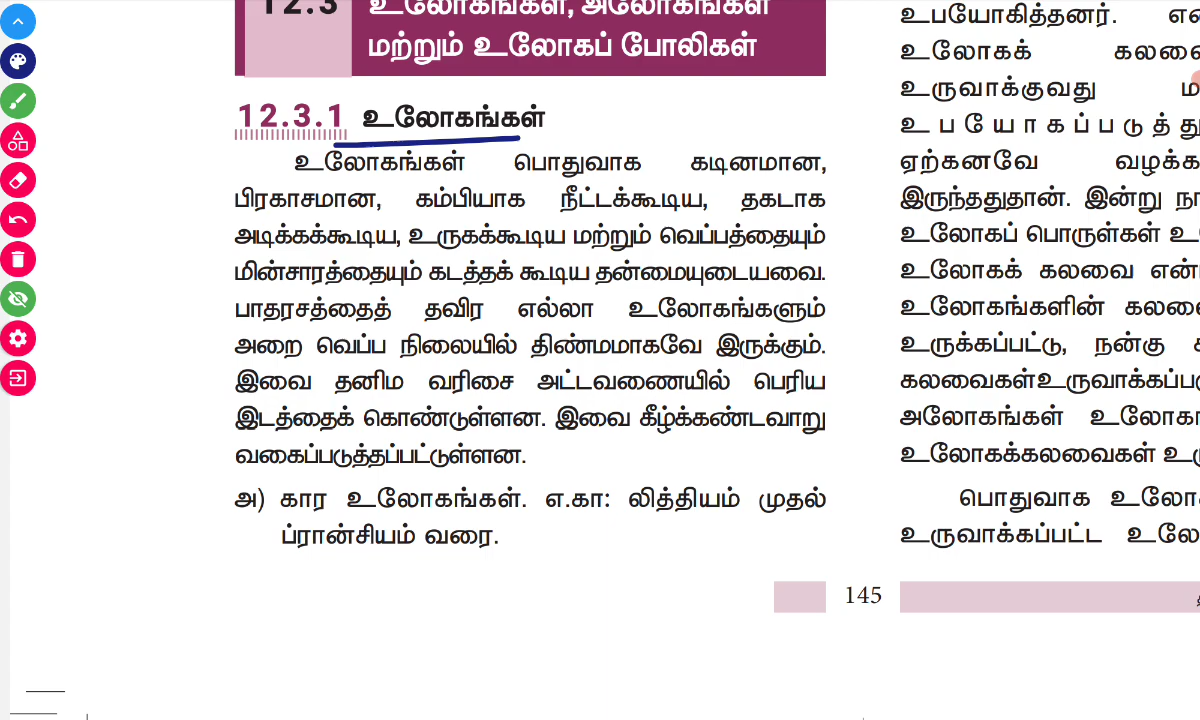 12.3 உலோகங்கள், அலோகங்கள்
மற்றும் உலோகப் போலிகள்
12.3.1 உலோகங்கள்
உலோகங்கள் பொதுவாக கடினமான,
பிரகாசமான, கம்பியாக நீட்டக்கூடிய, தகடாக
அடிக்கக்கூடிய, உருகக்கூடிய மற்றும் வெப்பத்தையும்
மின்சாரத்தையும் கடத்தக் கூடிய தன்மையுடையவை.
பாதரசத்தைத் தவிர எல்லா உலோகங்களும்
அறை வெப்ப நிலையில் திண்மமாகவே இருக்கும்.
இவை தனிம வரிசை அட்டவணையில் பெரிய
இடத்தைக் கொண்டுள்ளன. இவை கீழ்க்கண்டவாறு
வகைப்படுத்தப்பட்டுள்ளன.
அ) கார உலோகங்கள். எ.கா: லித்தியம் முதல்
ப்ரான்சியம் வரை.
உபயோகித்தனர்.
உலோகக்
உருவாக்குவது
ஏற்கனவே
இருந்ததுதான். இன்று
உலோகப் பொருள்கள்
உலோகக் கலவை
உலோகங்களின்
உருக்கப்பட்டு, நன்கு
அலோகங்கள்
உலோகக்கலவைகள்
பொதுவாக
உருவாக்கப்பட்ட
145